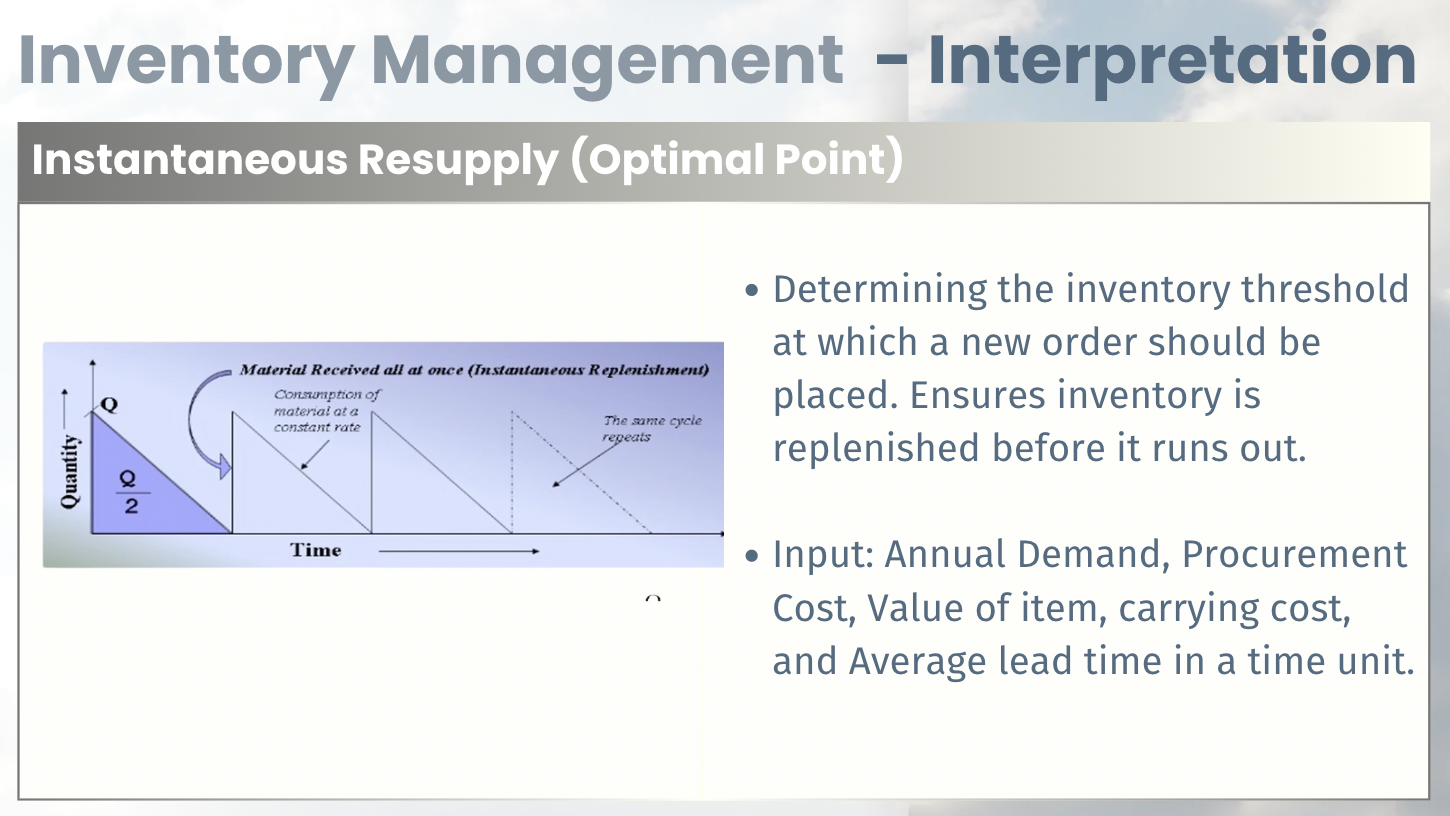 Inventory Management - Interpretation
Instantaneous Resupply (Optimal Point)
Material Received all at once (Instantaneous Replenishment)
Consumption of
material at a
constant rate
The same cycle
repeats
Q
Quantity
Q
2
Time
• Determining the inventory threshold
at which a new order should be
placed. Ensures inventory is
replenished before it runs out.
• Input: Annual Demand, Procurement
Cost, Value of item, carrying cost,
and Average lead time in a time unit.